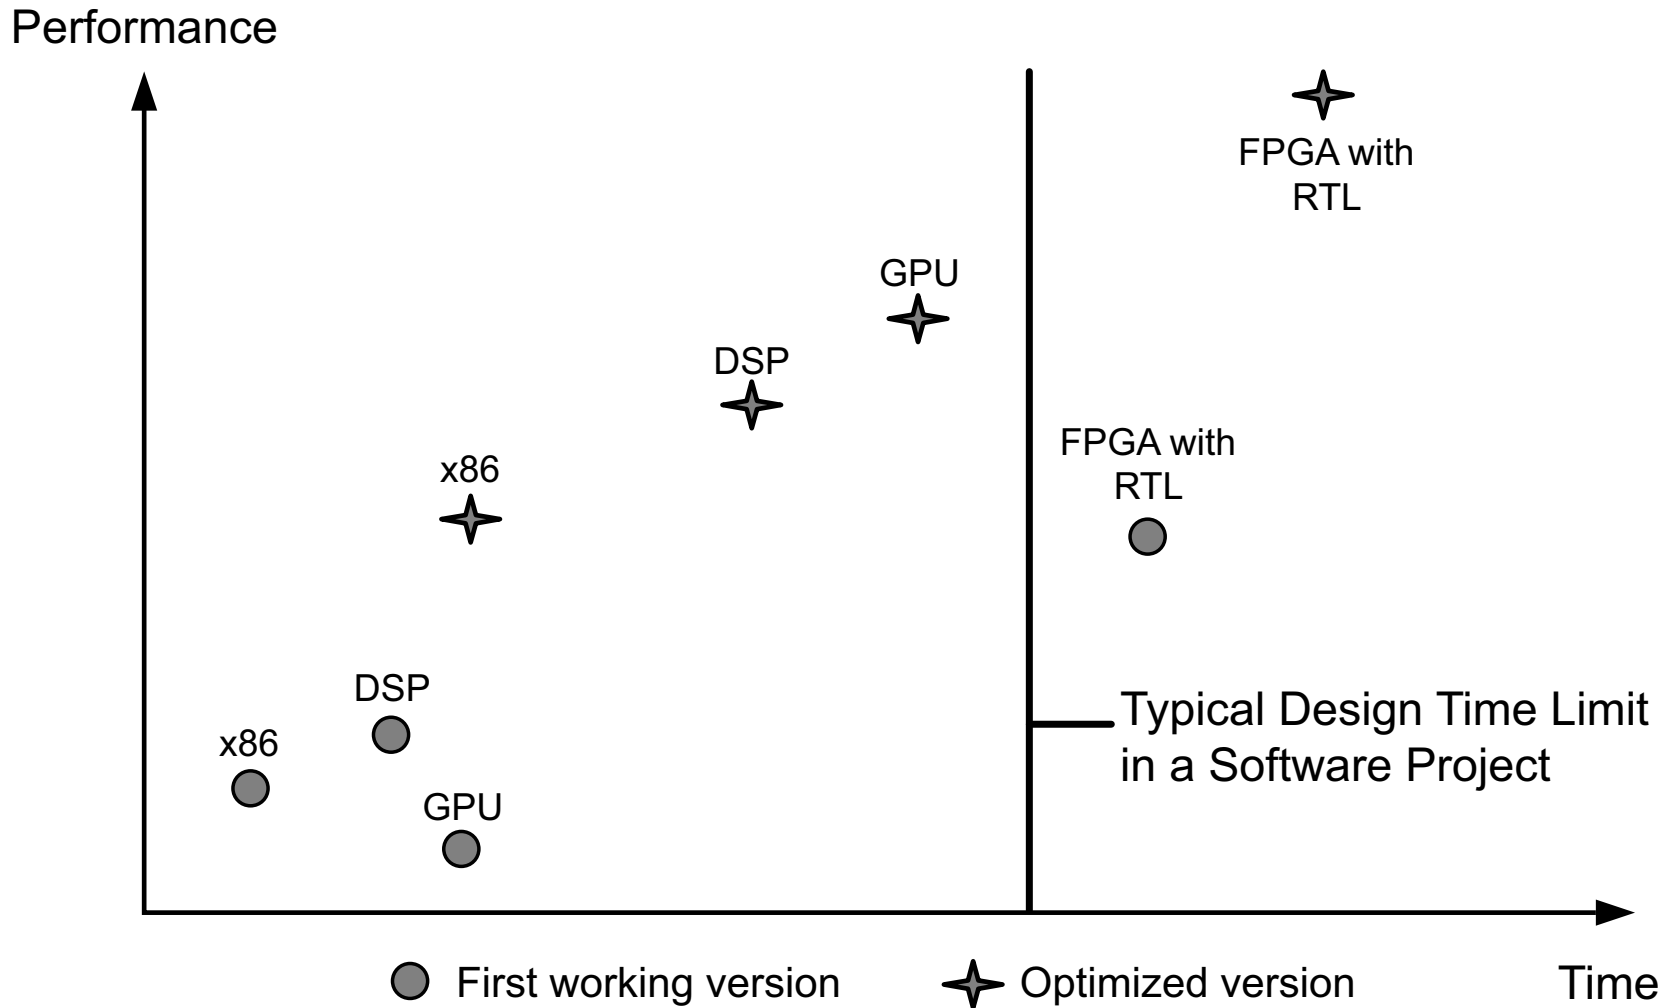 Performance
FPGA with
RTL
GPU
DSP
FPGA with
RTL
x86
DSP
x86
GPU
Typical Design Time Limit
in a Software Project
First working version
Optimized version
Time